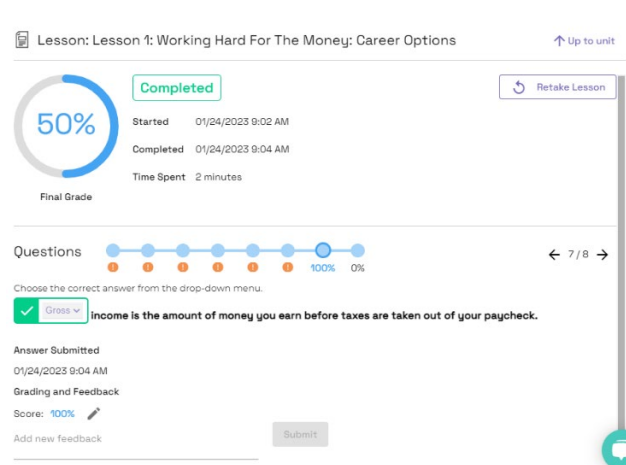 Lesson: Lesson 1: Working Hard For The Money: Career Options
Up to unit
50%
Final Grade
Completed
Started 01/24/2023 9:02 AM
Completed 01/24/2023 9:04 AM
Time Spent 2 minutes
Retake Lesson
Questions
! ! ! ! ! ! 100% 0%
7/8
Choose the correct answer from the drop-down menu.
Gross income is the amount of money you earn before taxes are taken out of your paycheck.
Answer Submitted
01/24/2023 9:04 AM
Grading and Feedback
Score: 100%
Add new feedback
Submit